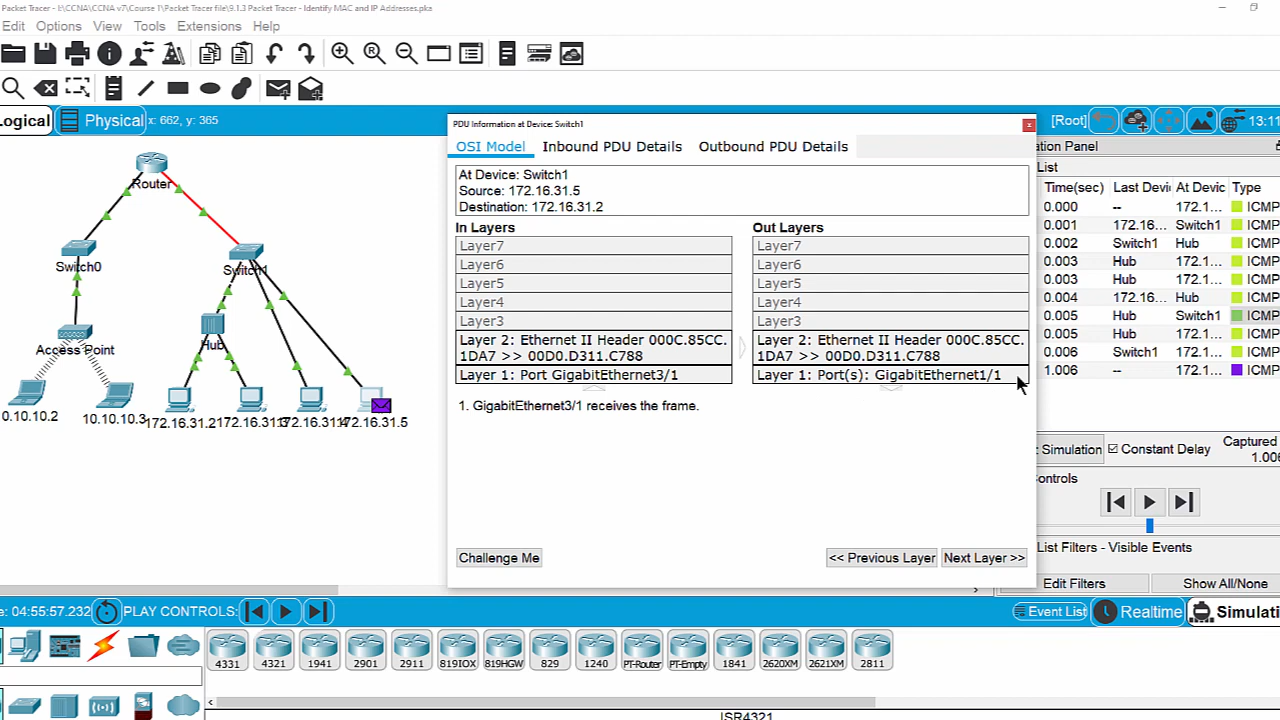 Packet Tracer - I:\CCNA\CCNA v7\Course 1\Packet Tracer file\9.1.3 Packet Tracer - Identify MAC and IP Addresses.pka
Edit Options View Tools Extensions Help
Logical Physical x: 662, y: 365 [Root] 13:11
PDU Information at Device: Switch1
OSI Model Inbound PDU Details Outbound PDU Details
At Device: Switch1
Source: 172.16.31.5
Destination: 172.16.31.2
In Layers Out Layers
Layer7 Layer7
Layer6 Layer6
Layer5 Layer5
Layer4 Layer4
Layer3 Layer3
Layer 2: Ethernet II Header 000C.85CC. Layer 2: Ethernet II Header 000C.85CC.
1DA7 >> 00D0.D311.C788 1DA7 >> 00D0.D311.C788
Layer 1: Port GigabitEthernet3/1 Layer 1: Port(s): GigabitEthernet1/1
1. GigabitEthernet3/1 receives the frame.
Challenge Me << Previous Layer Next Layer >>
Router
Switch0
Switch1
Hub
Access Point
0.10.10.2 10.10.10.3 172.16.31.2 172.16.31.3 172.16.31.4 172.16.31.5
ation Panel
List
Time(sec) Last Devi At Devic Type
0.000 -- 172.1... ICMP
0.001 172.16... Switch1 ICMP
0.002 Switch1 Hub ICMP
0.003 Hub 172.1... ICMP
0.003 Hub 172.1... ICMP
0.004 172.16... Hub ICMP
0.005 Hub Switch1 ICMP
0.005 Hub 172.1... ICMP
0.006 Switch1 172.1... ICMP
1.006 -- 172.1... ICMP
: Simulation Constant Delay Captured
1.006
Controls
List Filters - Visible Events
Edit Filters Show All/None
e: 04:55:57.232 PLAY CONTROLS: Event List Realtime Simulati
4331 4321 1941 2901 2911 819IOX 819HGW 829 1240 PT-Router PT-Empty 1841 2620XM 2621XM 2811
ISR4321